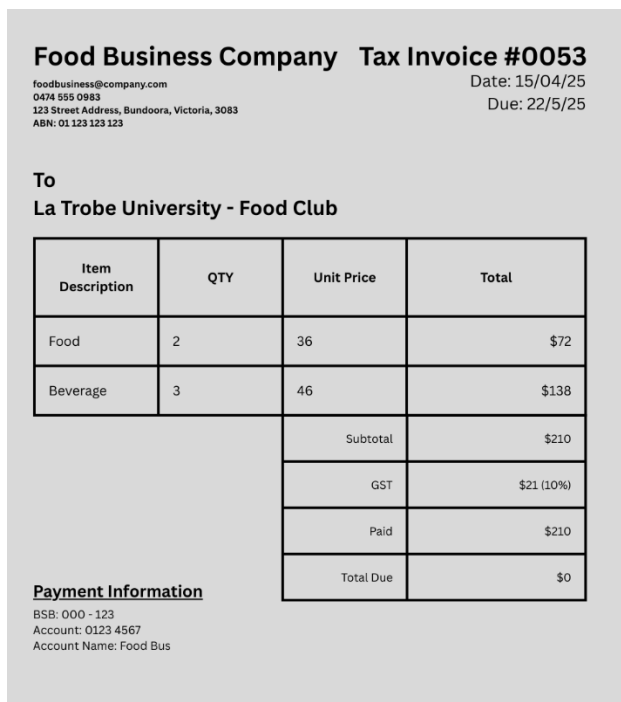 Food Business Company Tax Invoice #0053
foodbusiness@company.com
0474 555 0983
123 Street Address, Bundoora, Victoria, 3083
ABN: 01 123 123 123
Date: 15/04/25
Due: 22/5/25
To
La Trobe University - Food Club
Item Description QTY Unit Price Total
Food 2 36 $72
Beverage 3 46 $138
Subtotal $210
GST $21 (10%)
Paid $210
Total Due $0
Payment Information
BSB: 000 - 123
Account: 0123 4567
Account Name: Food Bus